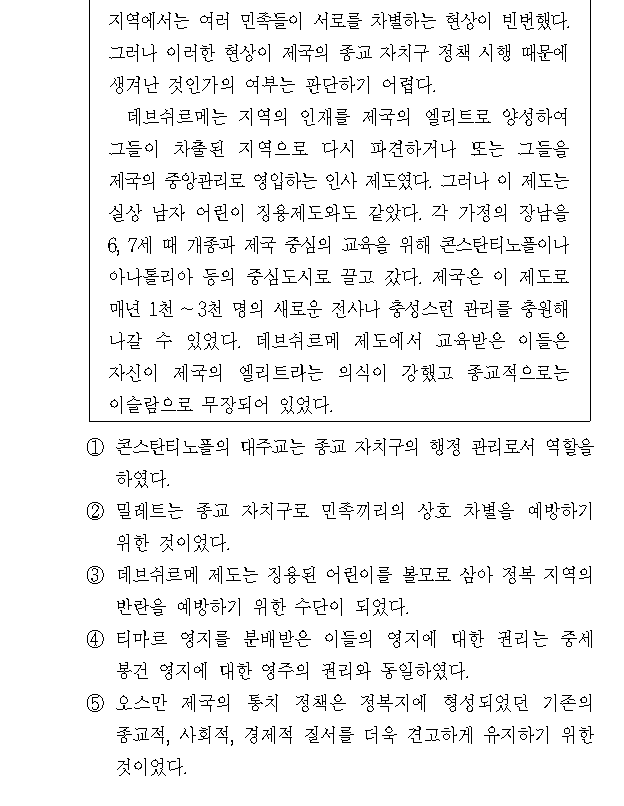 지역에서는 여러 민족들이 서로를 차별하는 현상이 빈번했다.
그러나 이러한 현상이 제국의 종교 자치구 정책 시행 때문에
생겨난 것인가의 여부는 판단하기 어렵다.
데브쉬르메는 지역의 인재를 제국의 엘리트로 양성하여
그들이 차출된 지역으로 다시 파견하거나 또는 그들을
제국의 중앙관리로 영입하는 인사 제도였다. 그러나 이 제도는
실상 남자 어린이 징용제도와도 같았다. 각 가정의 장남을
6, 7세 때 개종과 제국 중심의 교육을 위해 콘스탄티노플이나
아나톨리아 등의 중심도시로 끌고 갔다. 제국은 이 제도로
매년 1천 ~ 3천 명의 새로운 전사나 충성스런 관리를 충원해
나갈 수 있었다. 데브쉬르메 제도에서 교육받은 이들은
자신이 제국의 엘리트라는 의식이 강했고 종교적으로는
이슬람으로 무장되어 있었다.
① 콘스탄티노플의 대주교는 종교 자치구의 행정 관리로서 역할을
하였다.
② 밀레트는 종교 자치구로 민족끼리의 상호 차별을 예방하기
위한 것이었다.
③ 데브쉬르메 제도는 징용된 어린이를 볼모로 삼아 정복 지역의
반란을 예방하기 위한 수단이 되었다.
④ 티마르 영지를 분배받은 이들의 영지에 대한 권리는 중세
봉건 영지에 대한 영주의 권리와 동일하였다.
⑤ 오스만 제국의 통치 정책은 정복지에 형성되었던 기존의
종교적, 사회적, 경제적 질서를 더욱 견고하게 유지하기 위한
것이었다.